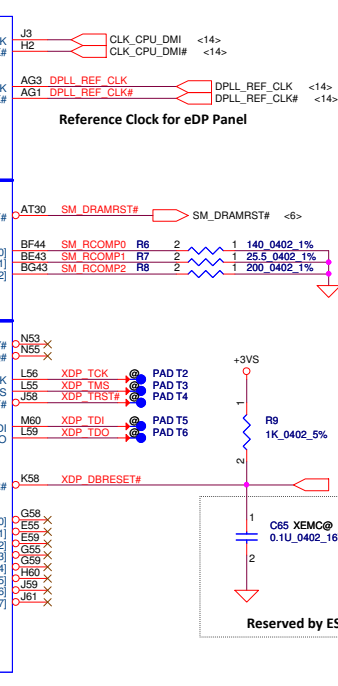 J3 CLK_CPU_DMI <14>
H2 CLK_CPU_DMI# <14>
AG3 DPLL_REF_CLK DPLL_REF_CLK <14>
AG1 DPLL_REF_CLK# DPLL_REF_CLK# <14>
Reference Clock for eDP Panel
AT30 SM_DRAMRST# SM_DRAMRST# <6>
BF44 SM_RCOMP0 R6 2 1 140_0402_1%
BE43 SM_RCOMP1 R7 2 1 25.5_0402_1%
BG43 SM_RCOMP2 R8 2 1 200_0402_1%
N53
N55
L56 XDP_TCK @ PAD T2
L55 XDP_TMS @ PAD T3
J58 XDP_TRST# @ PAD T4
M60 XDP_TDI @ PAD T5
L59 XDP_TDO @ PAD T6
+3VS
1
R9
1K_0402_5%
2
K58 XDP_DBRESET#
G58
E55
E59
G55
G59
H60
J59
J61
1
C65 XEMC@
0.1U_0402_16
2
Reserved by ES